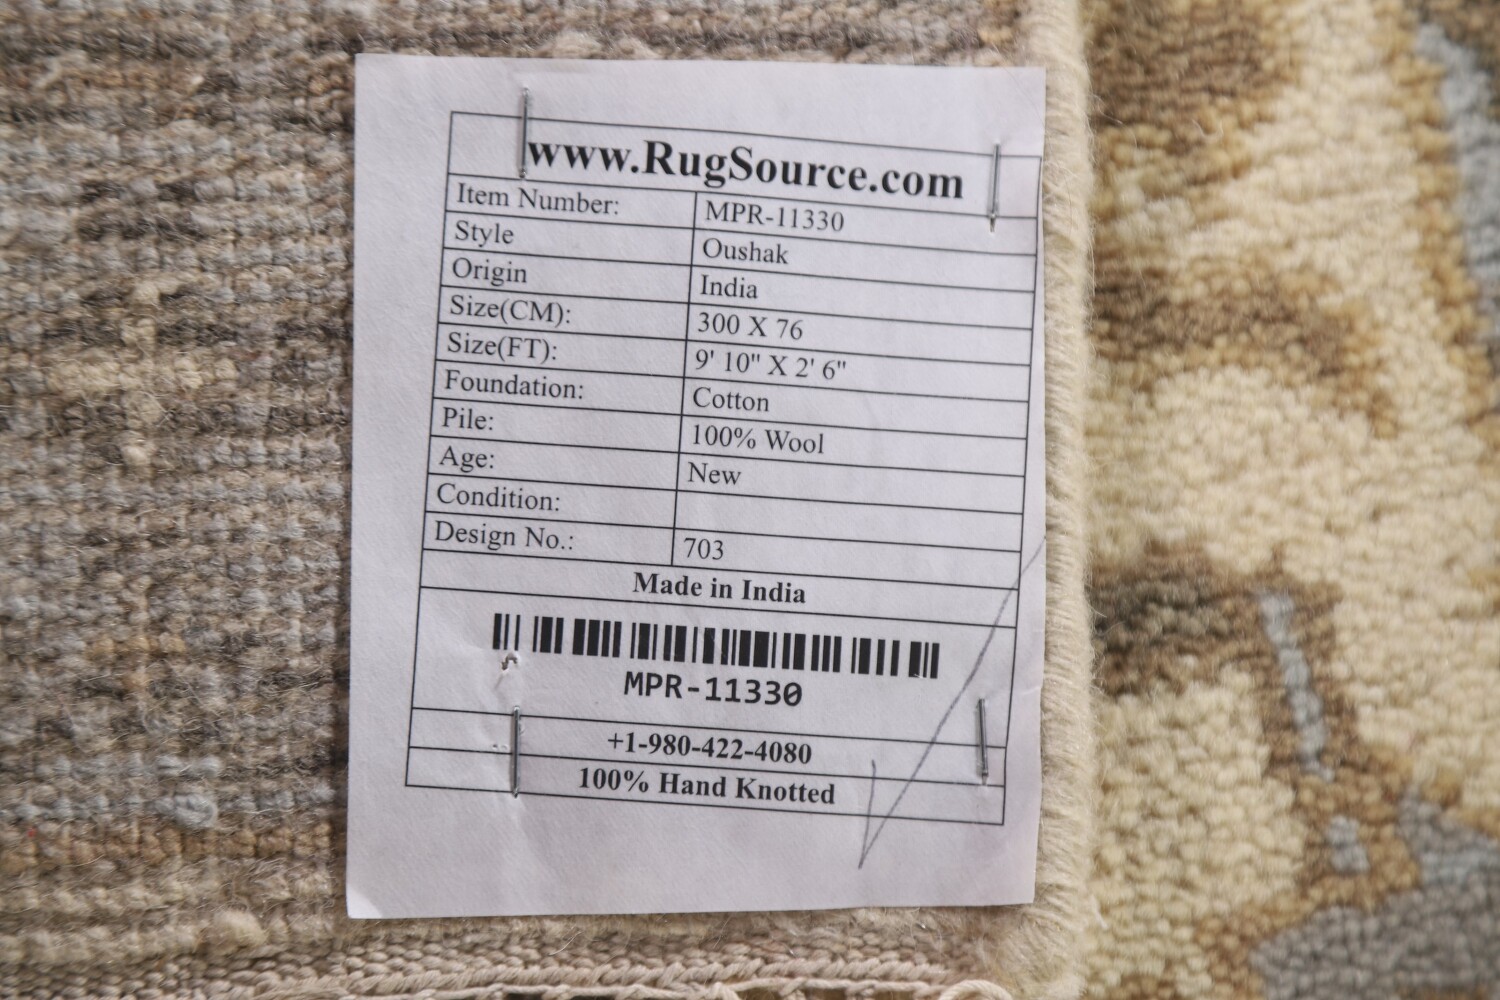 www.RugSource.com
Item Number: MPR-11330
Style Oushak
Origin India
Size(CM): 300 X 76
Size(FT): 9' 10" X 2' 6"
Foundation: Cotton
Pile: 100% Wool
Age: New
Condition:
Design No.: 703
Made in India
MPR-11330
+1-980-422-4080
100% Hand Knotted